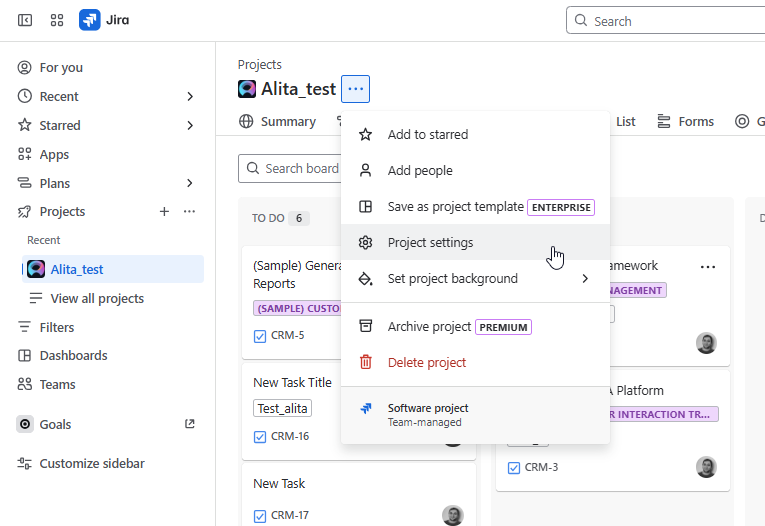 Jira
Search
For you
Recent
Starred
Apps
Plans
Projects
Recent
Alita_test
View all projects
Filters
Dashboards
Teams
Goals
Customize sidebar
Projects
Alita_test
Summary
List
Forms
Search board
Add to starred
Add people
Save as project template ENTERPRISE
Project settings
Set project background
Archive project PREMIUM
Delete project
Software project
Team-managed
TO DO 6
(Sample) Genera
Reports
(SAMPLE) CUSTO
CRM-5
New Task Title
Test_alita
CRM-16
New Task
CRM-17
amework
NAGEMENT
A Platform
R INTERACTION TR...
CRM-3